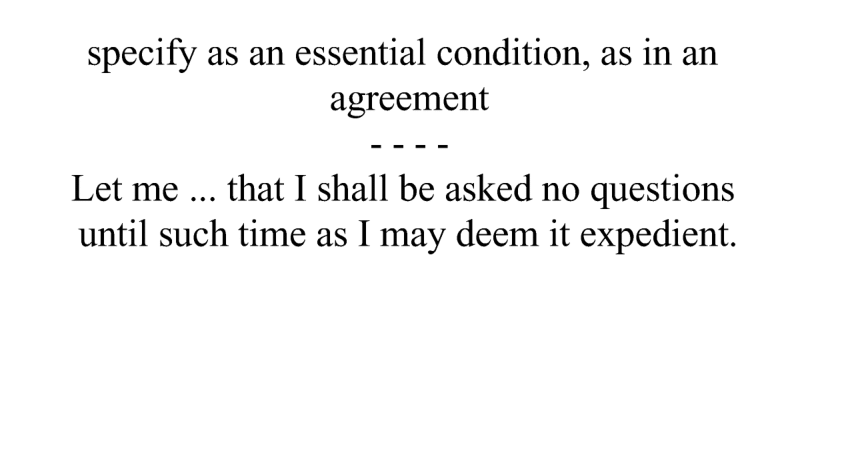 specify as an essential condition, as in an
agreement
- - - -
Let me ... that I shall be asked no questions
until such time as I may deem it expedient.